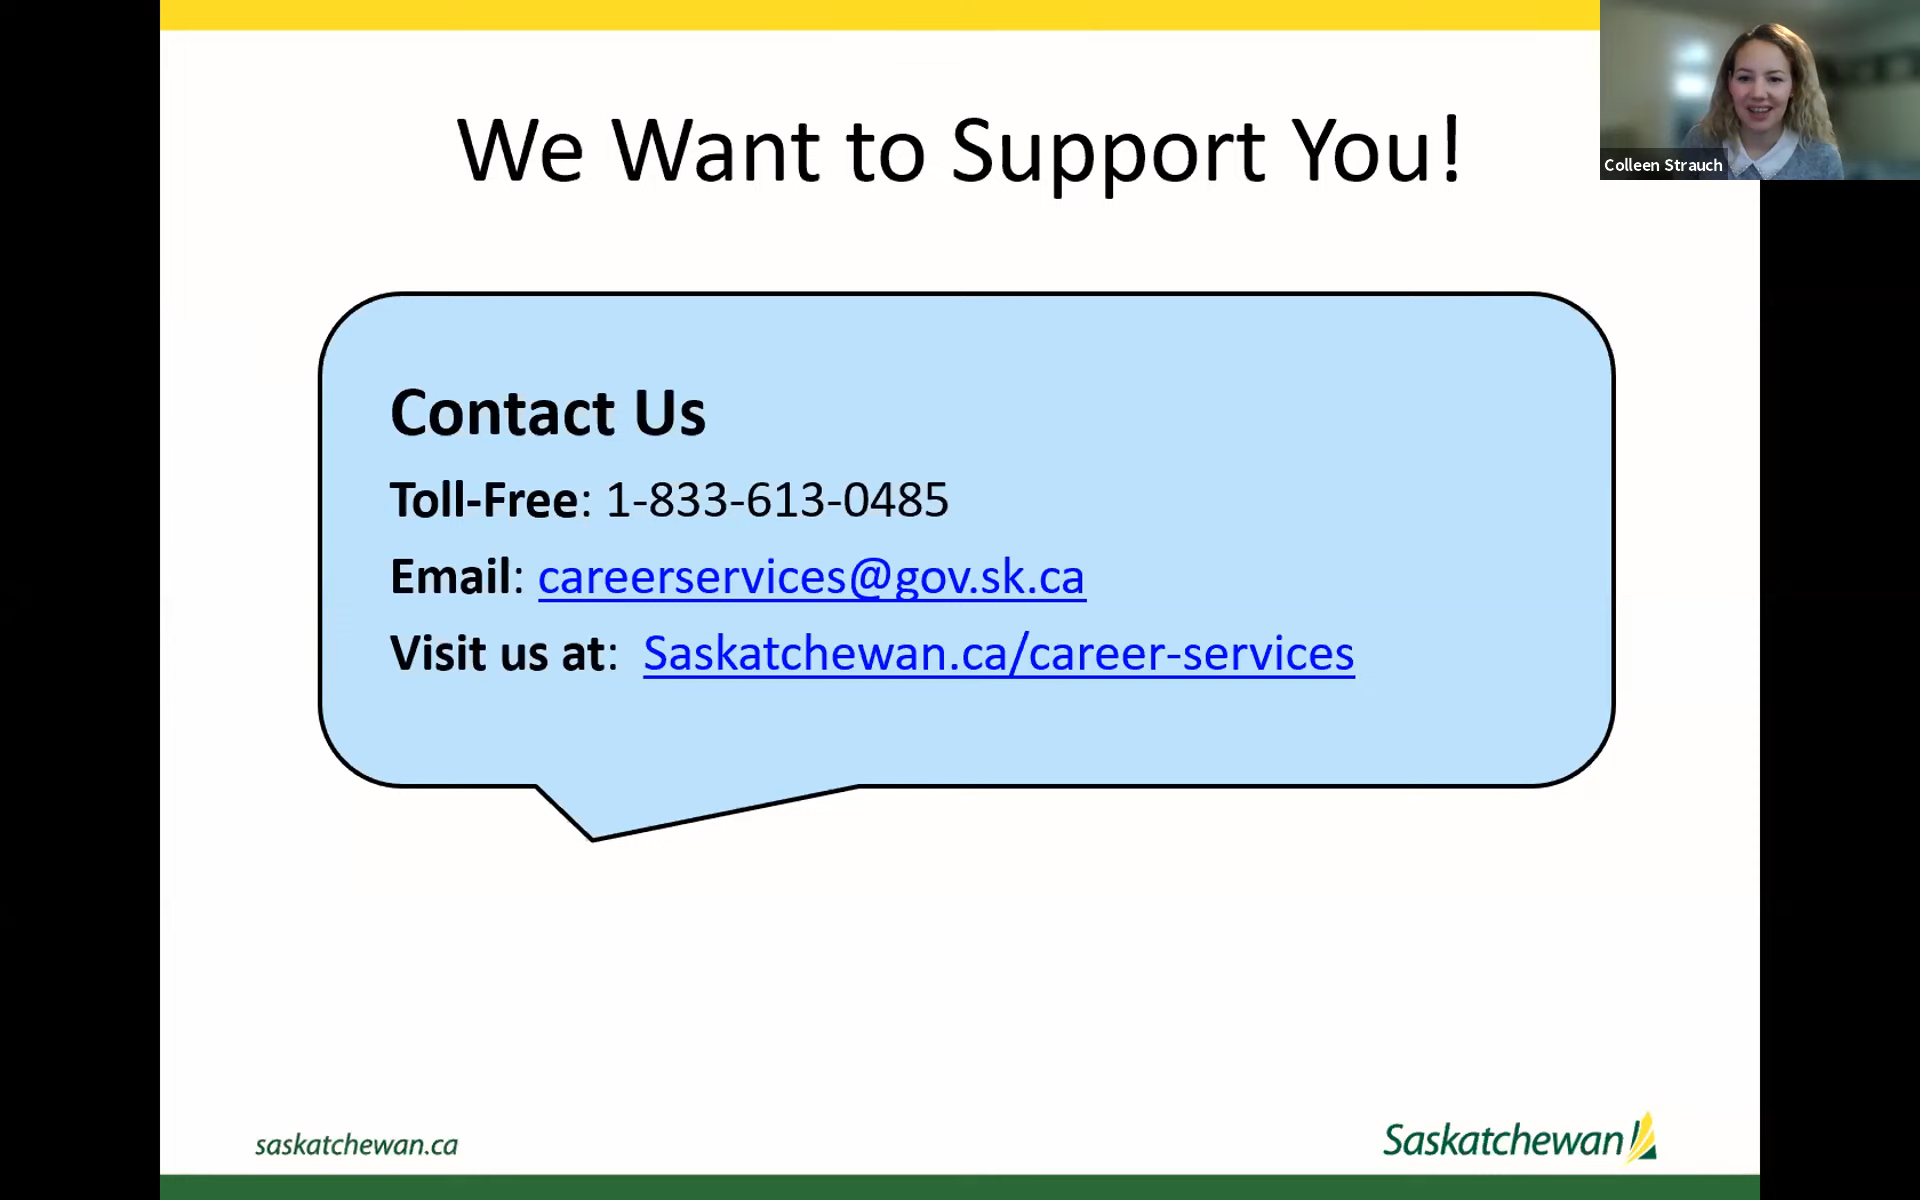 We Want to Support You!
Colleen Strauch
Contact Us
Toll-Free: 1-833-613-0485
Email: careerservices@gov.sk.ca
Visit us at: Saskatchewan.ca/career-services
saskatchewan.ca
Saskatchewan